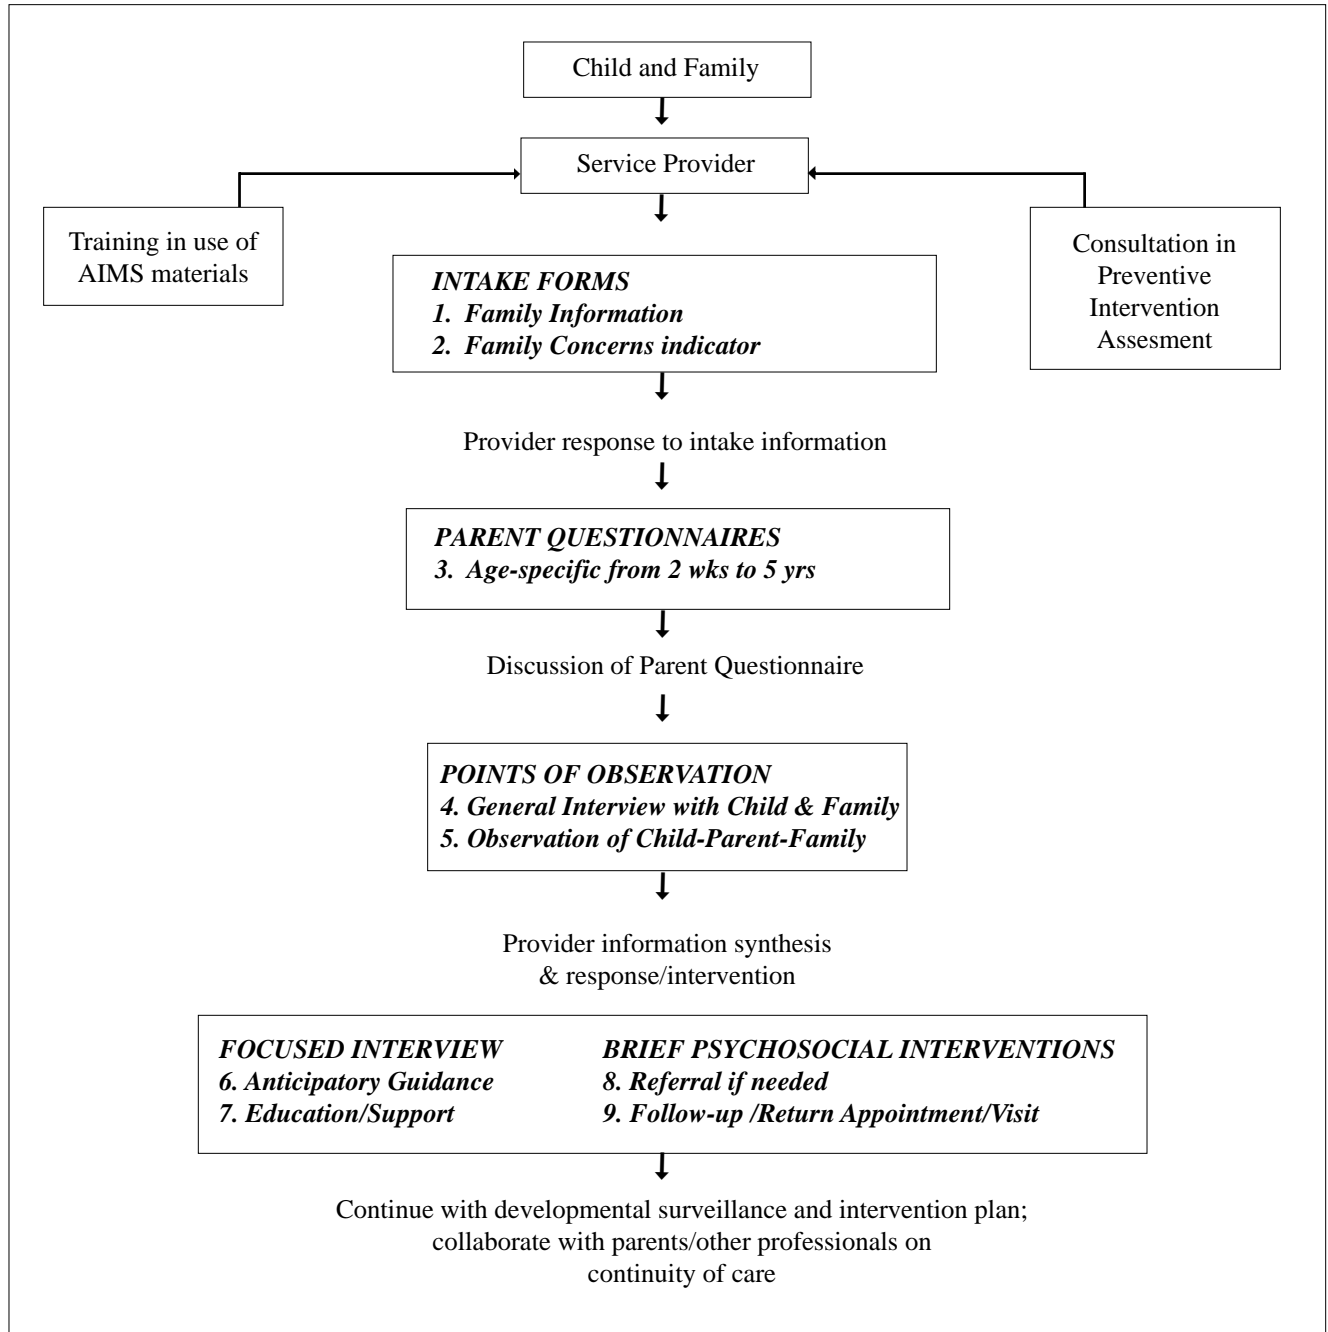 Child and Family
Service Provider
Training in use of
AIMS materials
Consultation in
Preventive
Intervention
Assesment
INTAKE FORMS
1. Family Information
2. Family Concerns indicator
Provider response to intake information
PARENT QUESTIONNAIRES
3. Age-specific from 2 wks to 5 yrs
Discussion of Parent Questionnaire
POINTS OF OBSERVATION
4. General Interview with Child & Family
5. Observation of Child-Parent-Family
Provider information synthesis
& response/intervention
FOCUSED INTERVIEW
6. Anticipatory Guidance
7. Education/Support
BRIEF PSYCHOSOCIAL INTERVENTIONS
8. Referral if needed
9. Follow-up /Return Appointment/Visit
Continue with developmental surveillance and intervention plan;
collaborate with parents/other professionals on
continuity of care